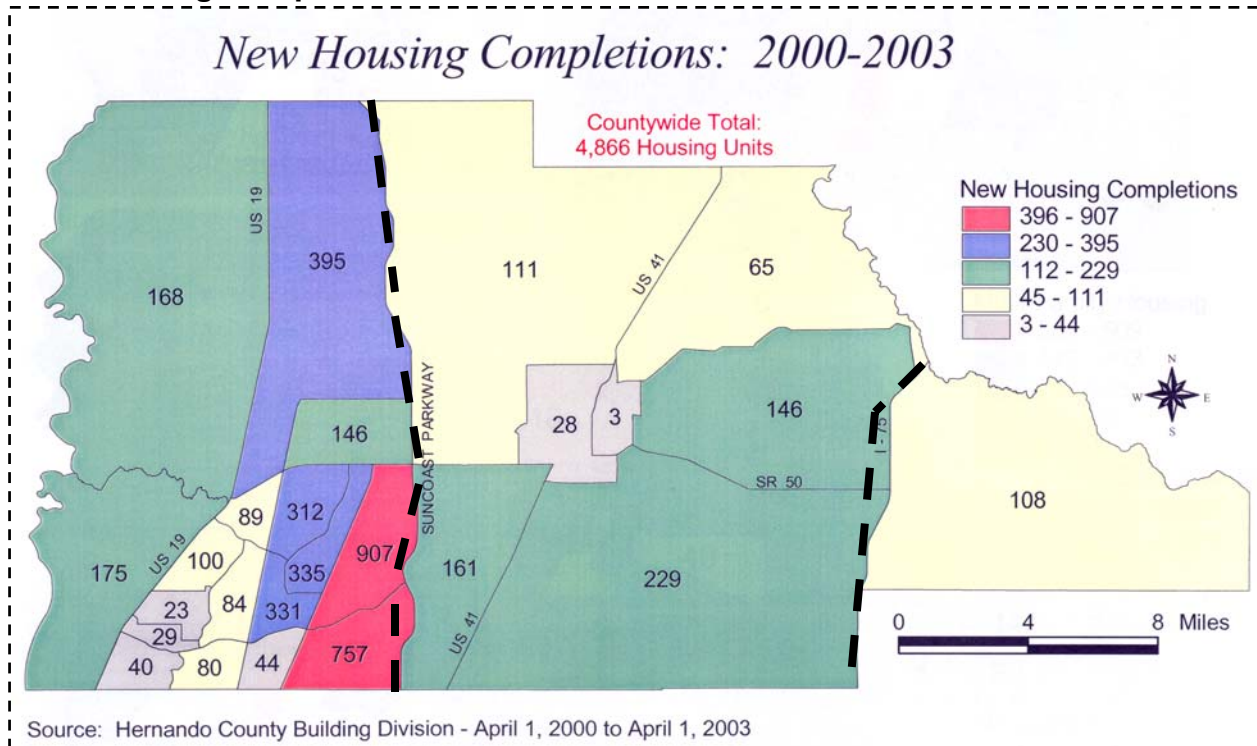 New Housing Completions: 2000-2003
Countywide Total:
4,866 Housing Units
New Housing Completions
396 - 907
230 - 395
112 - 229
45 - 111
3 - 44
US 19
395
168
111
US 41
65
SUNCOAST PARKWAY
146
28
3
146
I - 75
SR 50
108
N
W
E
S
89
312
907
US 19
100
175
335
161
229
23
84
331
29
US 41
40
80
44
757
0
4
8 Miles
Source: Hernando County Building Division - April 1, 2000 to April 1, 2003